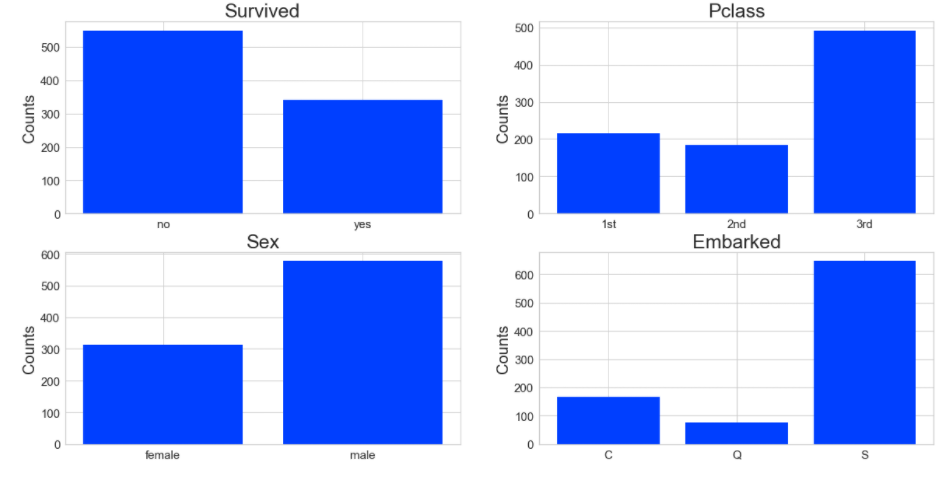 Survived
Counts
500
400
300
200
100
0
no yes
Pclass
Counts
500
400
300
200
100
0
1st 2nd 3rd
Sex
Counts
600
500
400
300
200
100
0
female male
Embarked
Counts
600
500
400
300
200
100
0
C Q S